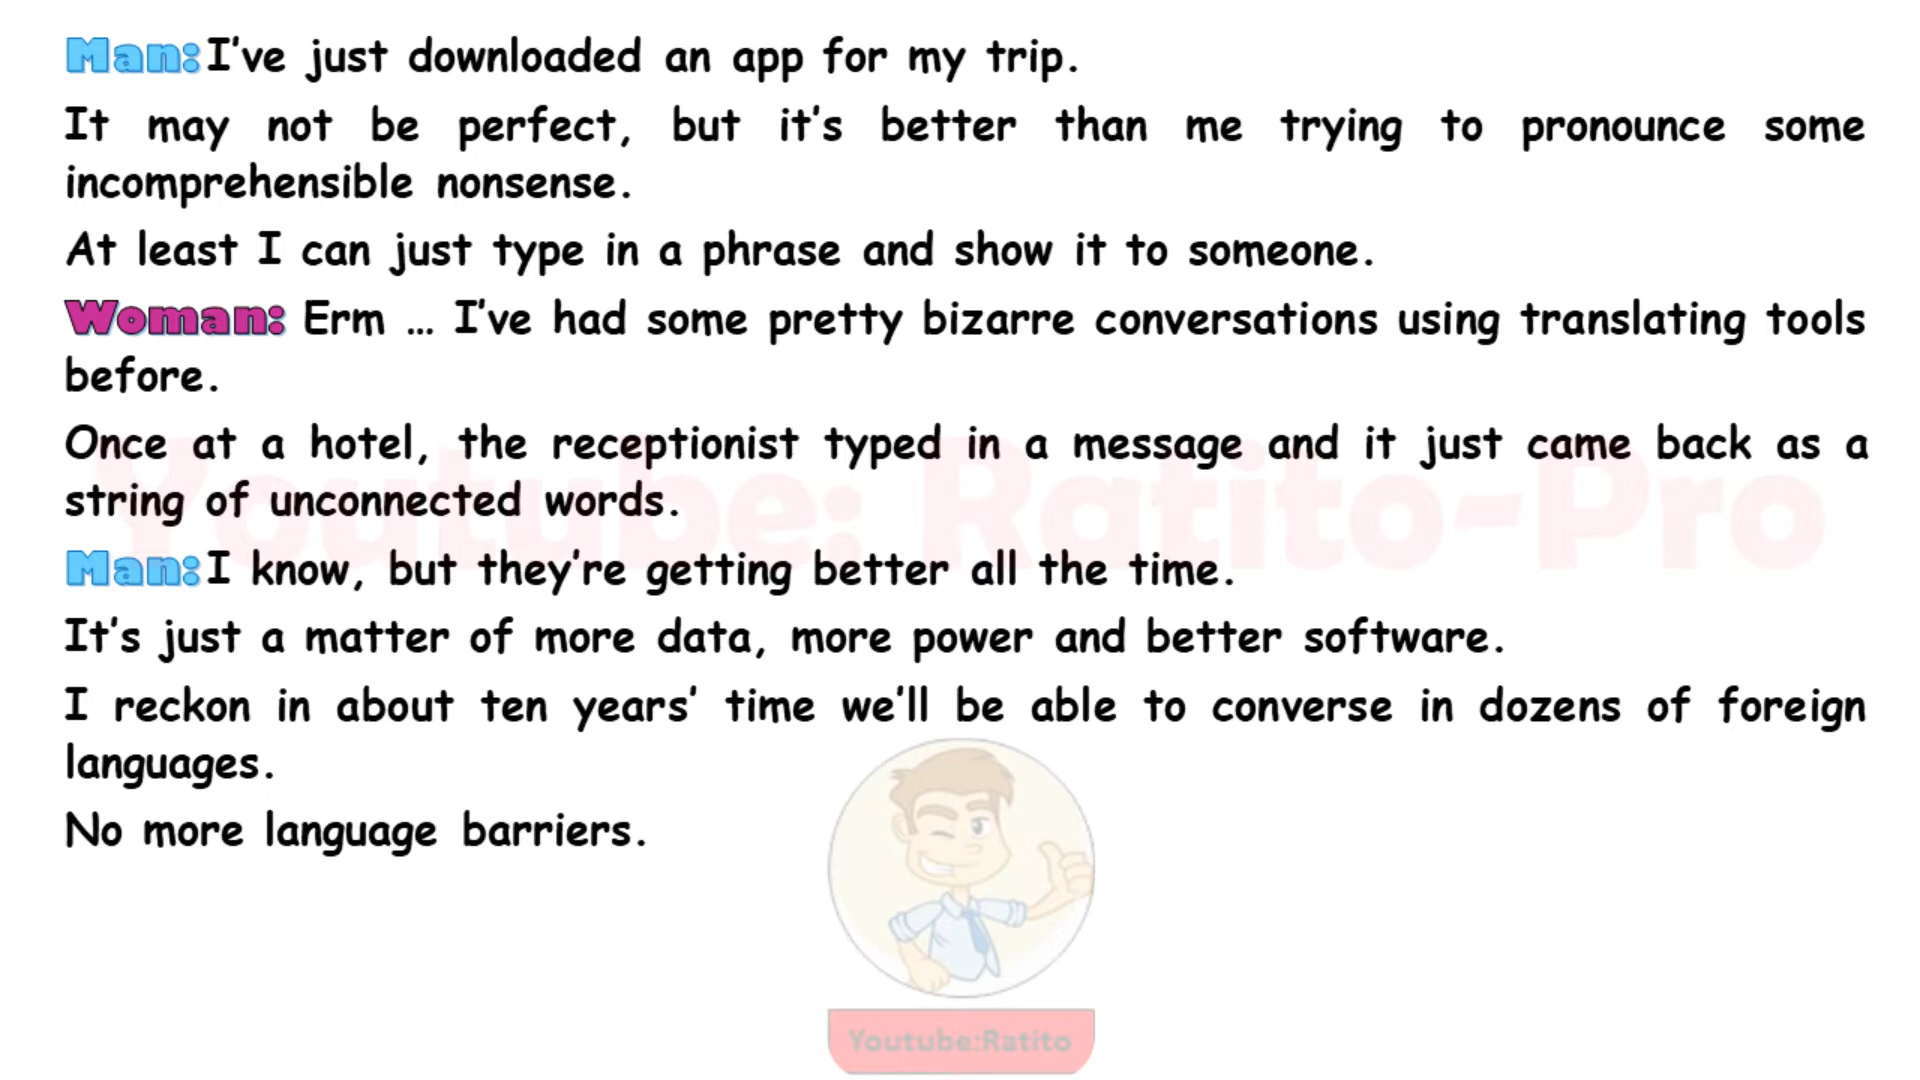 Man: I've just downloaded an app for my trip.
It may not be perfect, but it's better than me trying to pronounce some
incomprehensible nonsense.
At least I can just type in a phrase and show it to someone.
Woman: Erm ... I've had some pretty bizarre conversations using translating tools
before.
Once at a hotel, the receptionist typed in a message and it just came back as a
string of unconnected words.
Youtube: Ratito-Pro
Man: I know, but they're getting better all the time.
It's just a matter of more data, more power and better software.
I reckon in about ten years' time we'll be able to converse in dozens of foreign
languages.
No more language barriers.
Youtube:Ratito